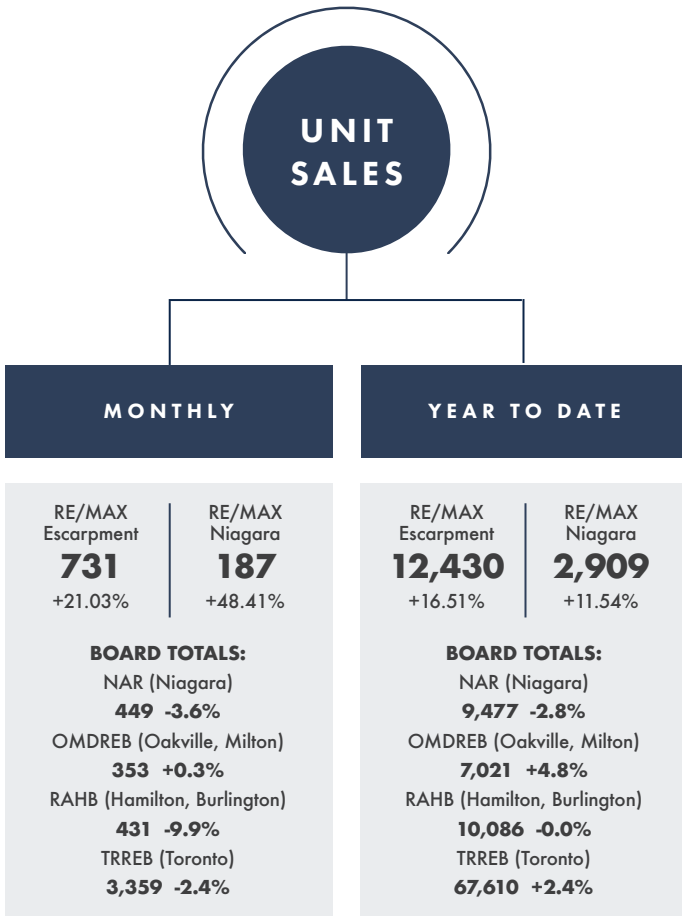 UNIT
SALES
MONTHLY
RE/MAX
Escarpment
731
+21.03%
RE/MAX
Niagara
187
+48.41%
BOARD TOTALS:
NAR (Niagara)
449 -3.6%
OMDREB (Oakville, Milton)
353 +0.3%
RAHB (Hamilton, Burlington)
431 -9.9%
TRREB (Toronto)
3,359 -2.4%
YEAR TO DATE
RE/MAX
Escarpment
12,430
+16.51%
RE/MAX
Niagara
2,909
+11.54%
BOARD TOTALS:
NAR (Niagara)
9,477 -2.8%
OMDREB (Oakville, Milton)
7,021 +4.8%
RAHB (Hamilton, Burlington)
10,086 -0.0%
TRREB (Toronto)
67,610 +2.4%